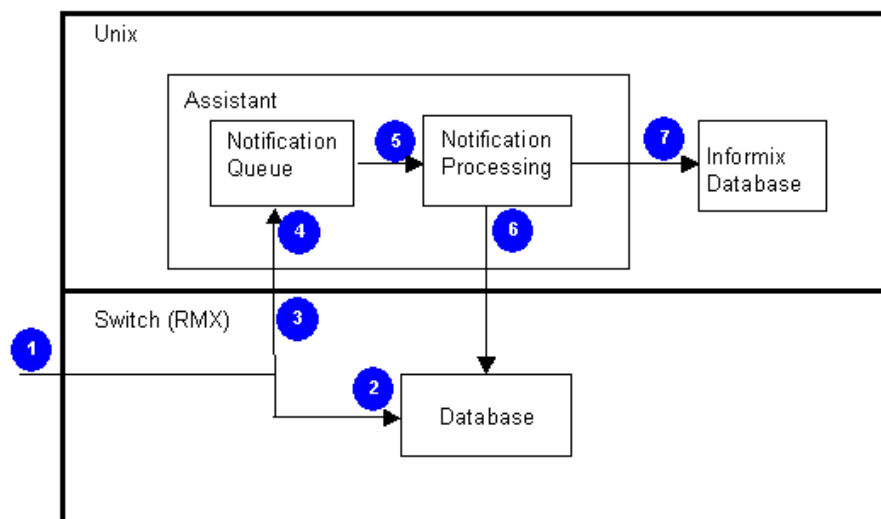 Unix
Assistant
Notification
Queue
5
Notification
Processing
7
Informix
Database
4
6
Switch (RMX)
3
1
2
Database